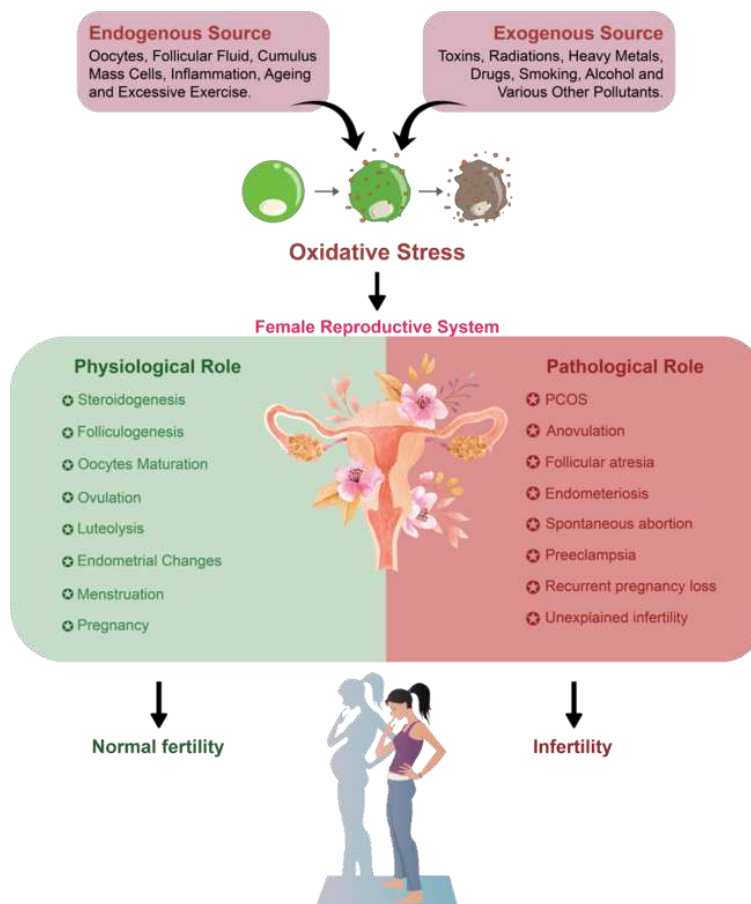 Endogenous Source
Oocytes, Follicular Fluid, Cumulus
Mass Cells, Inflammation, Ageing
and Excessive Exercise.
Exogenous Source
Toxins, Radiations, Heavy Metals,
Drugs, Smoking, Alcohol and
Various Other Pollutants.
Oxidative Stress
Female Reproductive System
Physiological Role
Steroidogenesis
Folliculogenesis
Oocytes Maturation
Ovulation
Luteolysis
Endometrial Changes
Menstruation
Pregnancy
Pathological Role
PCOS
Anovulation
Follicular atresia
Endometeriosis
Spontaneous abortion
Preeclampsia
Recurrent pregnancy loss
Unexplained infertility
Normal fertility
Infertility